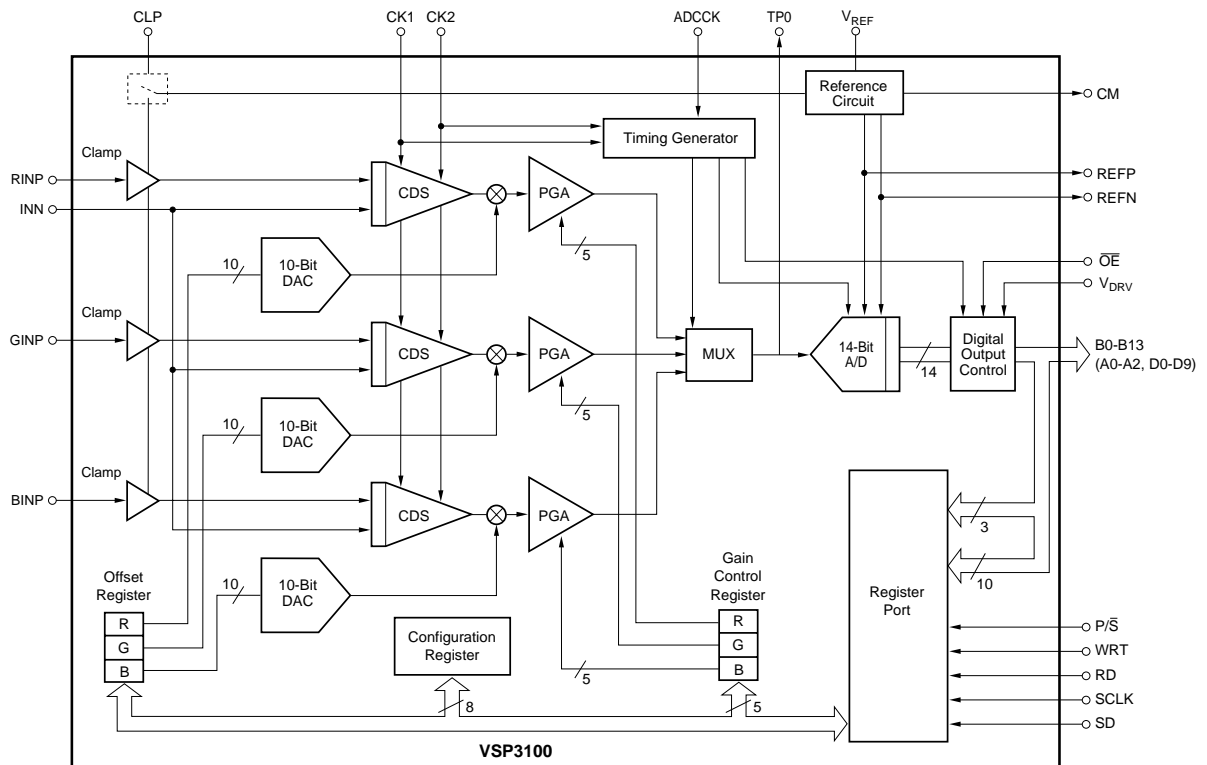 CLP
CK1
CK2
ADCCK
TP0
VREF
Reference
Circuit
CM
Timing Generator
Clamp
RINP
INN
CDS
PGA
REFP
REFN
5
10
10-Bit
DAC
OE
VDRV
Clamp
GINP
CDS
PGA
MUX
14-Bit
A/D
14
Digital
Output
Control
B0-B13
(A0-A2, D0-D9)
5
10
10-Bit
DAC
Clamp
BINP
CDS
PGA
3
10
Offset
Register
10
10-Bit
DAC
Gain
Control
Register
Register
Port
R
G
B
Configuration
Register
R
G
B
5
P/S
WRT
RD
SCLK
SD
8
5
VSP3100